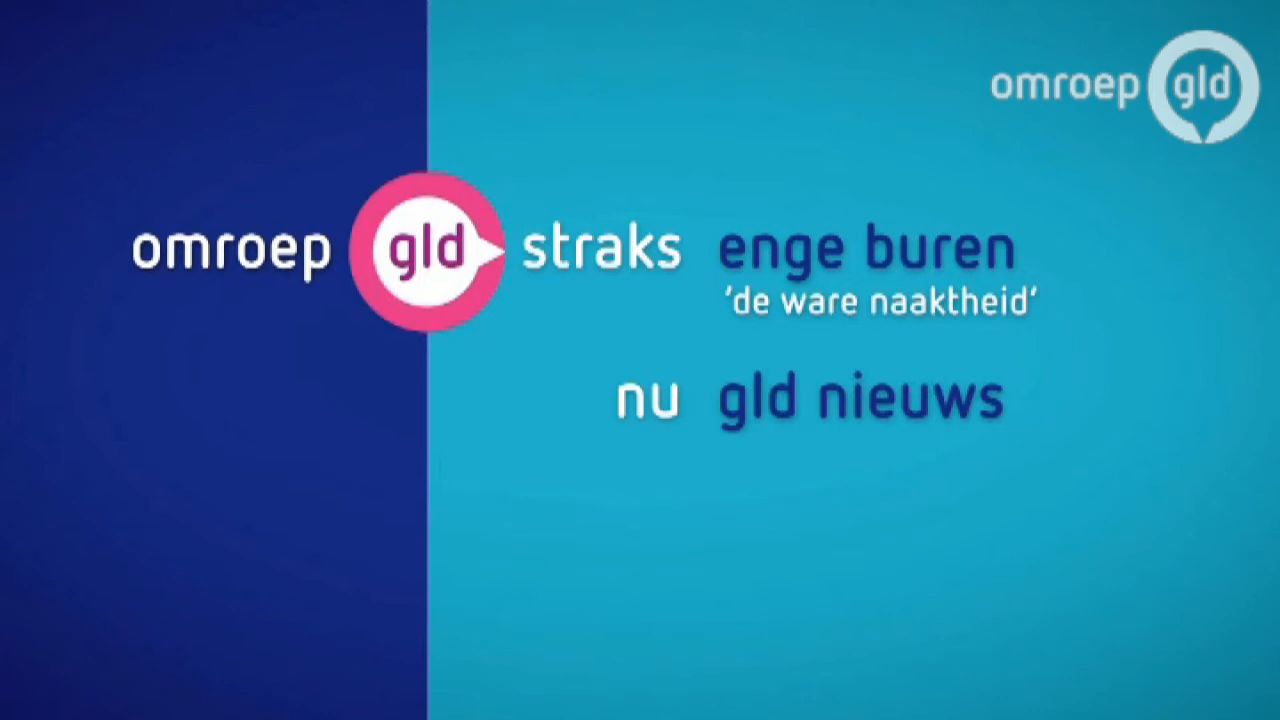 omroep gld
omroep gld straks enge buren
'de ware naaktheid'
nu gld nieuws